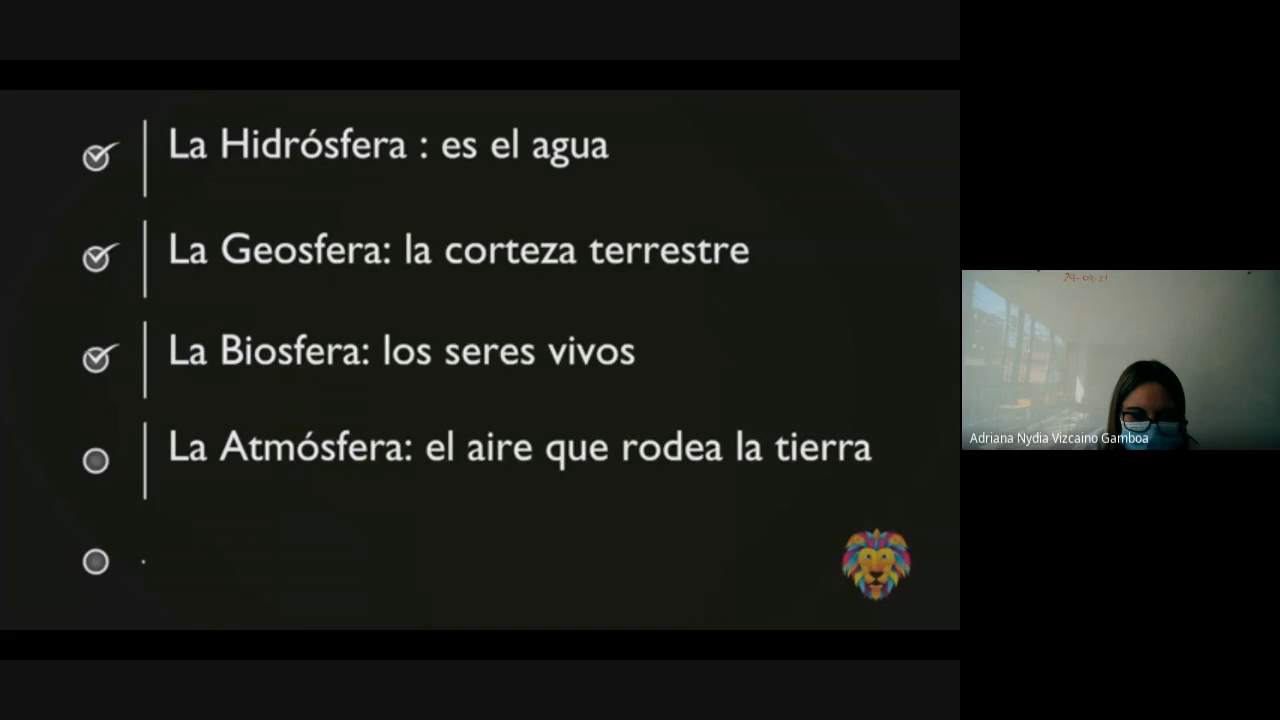 La Hidrósfera : es el agua
La Geosfera: la corteza terrestre
La Biosfera: los seres vivos
La Atmósfera: el aire que rodea la tierra
Adriana Nydia Vizcaino Gamboa